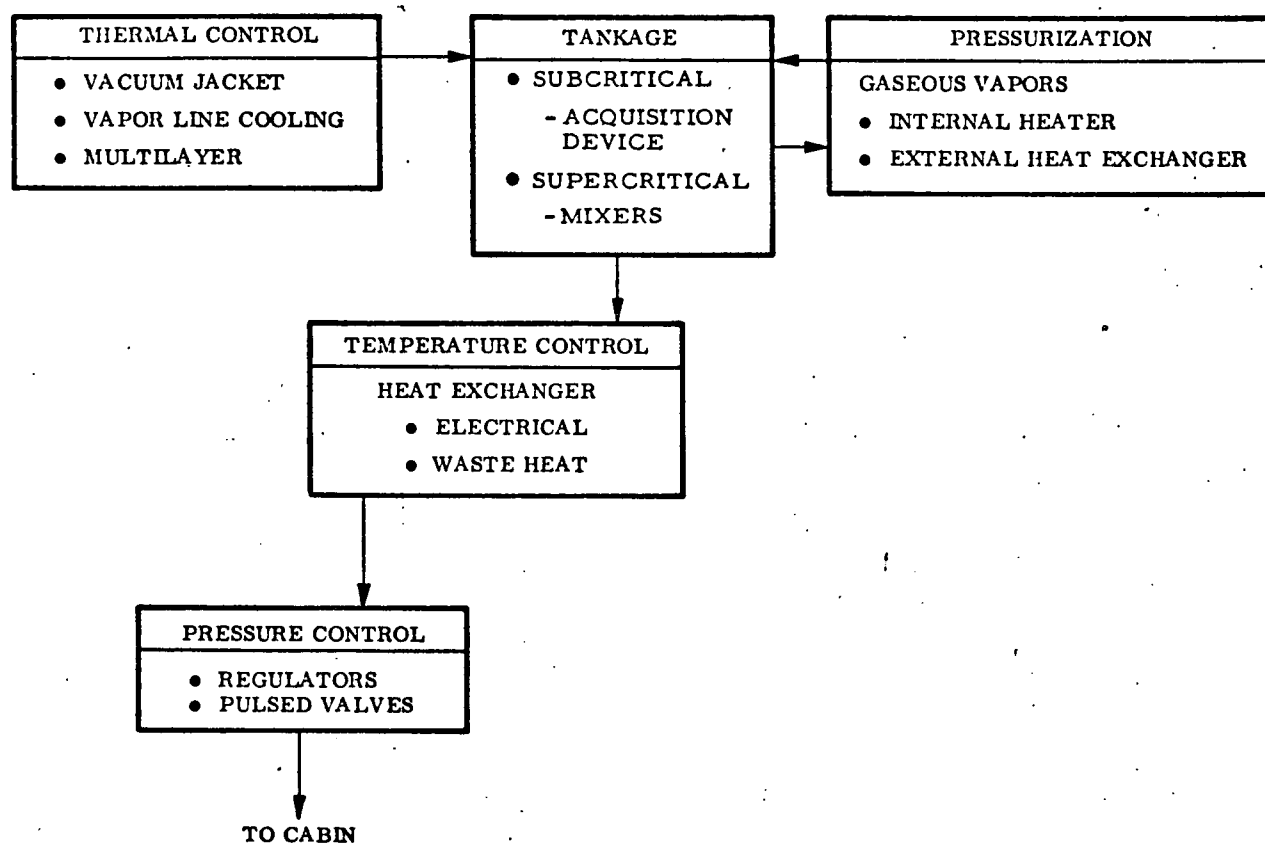 THERMAL CONTROL
● VACUUM JACKET
● VAPOR LINE COOLING
● MULTILAYER
TANKAGE
● SUBCRITICAL
- ACQUISITION
DEVICE
● SUPERCRITICAL
- MIXERS
PRESSURIZATION
GASEOUS VAPORS
● INTERNAL HEATER
● EXTERNAL HEAT EXCHANGER
TEMPERATURE CONTROL
HEAT EXCHANGER
● ELECTRICAL
● WASTE HEAT
PRESSURE CONTROL
● REGULATORS
● PULSED VALVES
TO CABIN